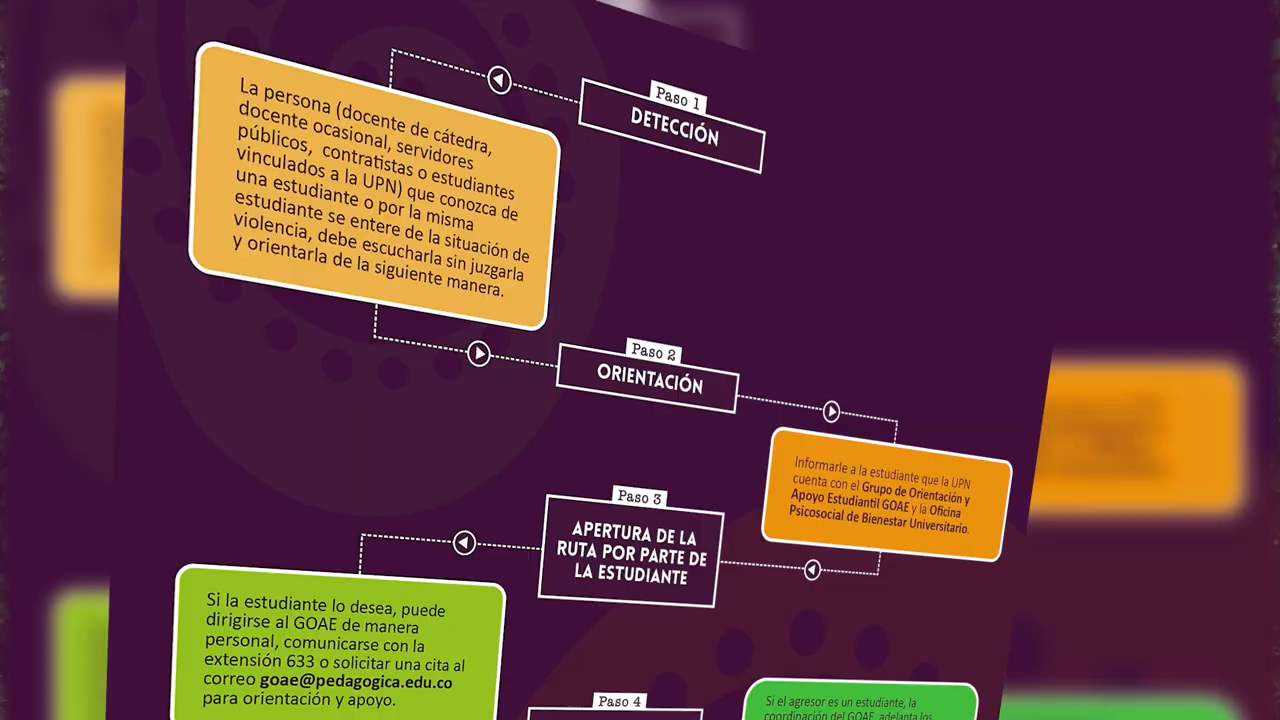 Paso 1
DETECCIÓN
La persona (docente de cátedra,
docente ocasional, servidores
públicos, contratistas o estudiantes
vinculados a la UPN) que conozca de
una estudiante o por la misma
estudiante se entere de la situación de
violencia, debe escucharla sin juzgarla
y orientarla de la siguiente manera.
Paso 2
ORIENTACIÓN
Informarle a la estudiante que la UPN
cuenta con el Grupo de Orientación y
Apoyo Estudiantil GOAE y la Oficina
Psicosocial de Bienestar Universitario.
Paso 3
APERTURA DE LA
RUTA POR PARTE DE
LA ESTUDIANTE
Si la estudiante lo desea, puede
dirigirse al GOAE de manera
personal, comunicarse con la
extensión 633 o solicitar una cita al
correo goae@pedagogica.edu.co
para orientación y apoyo.
Paso 4
Si el agresor es un estudiante, la
coordinación del GOAE, adelanta los